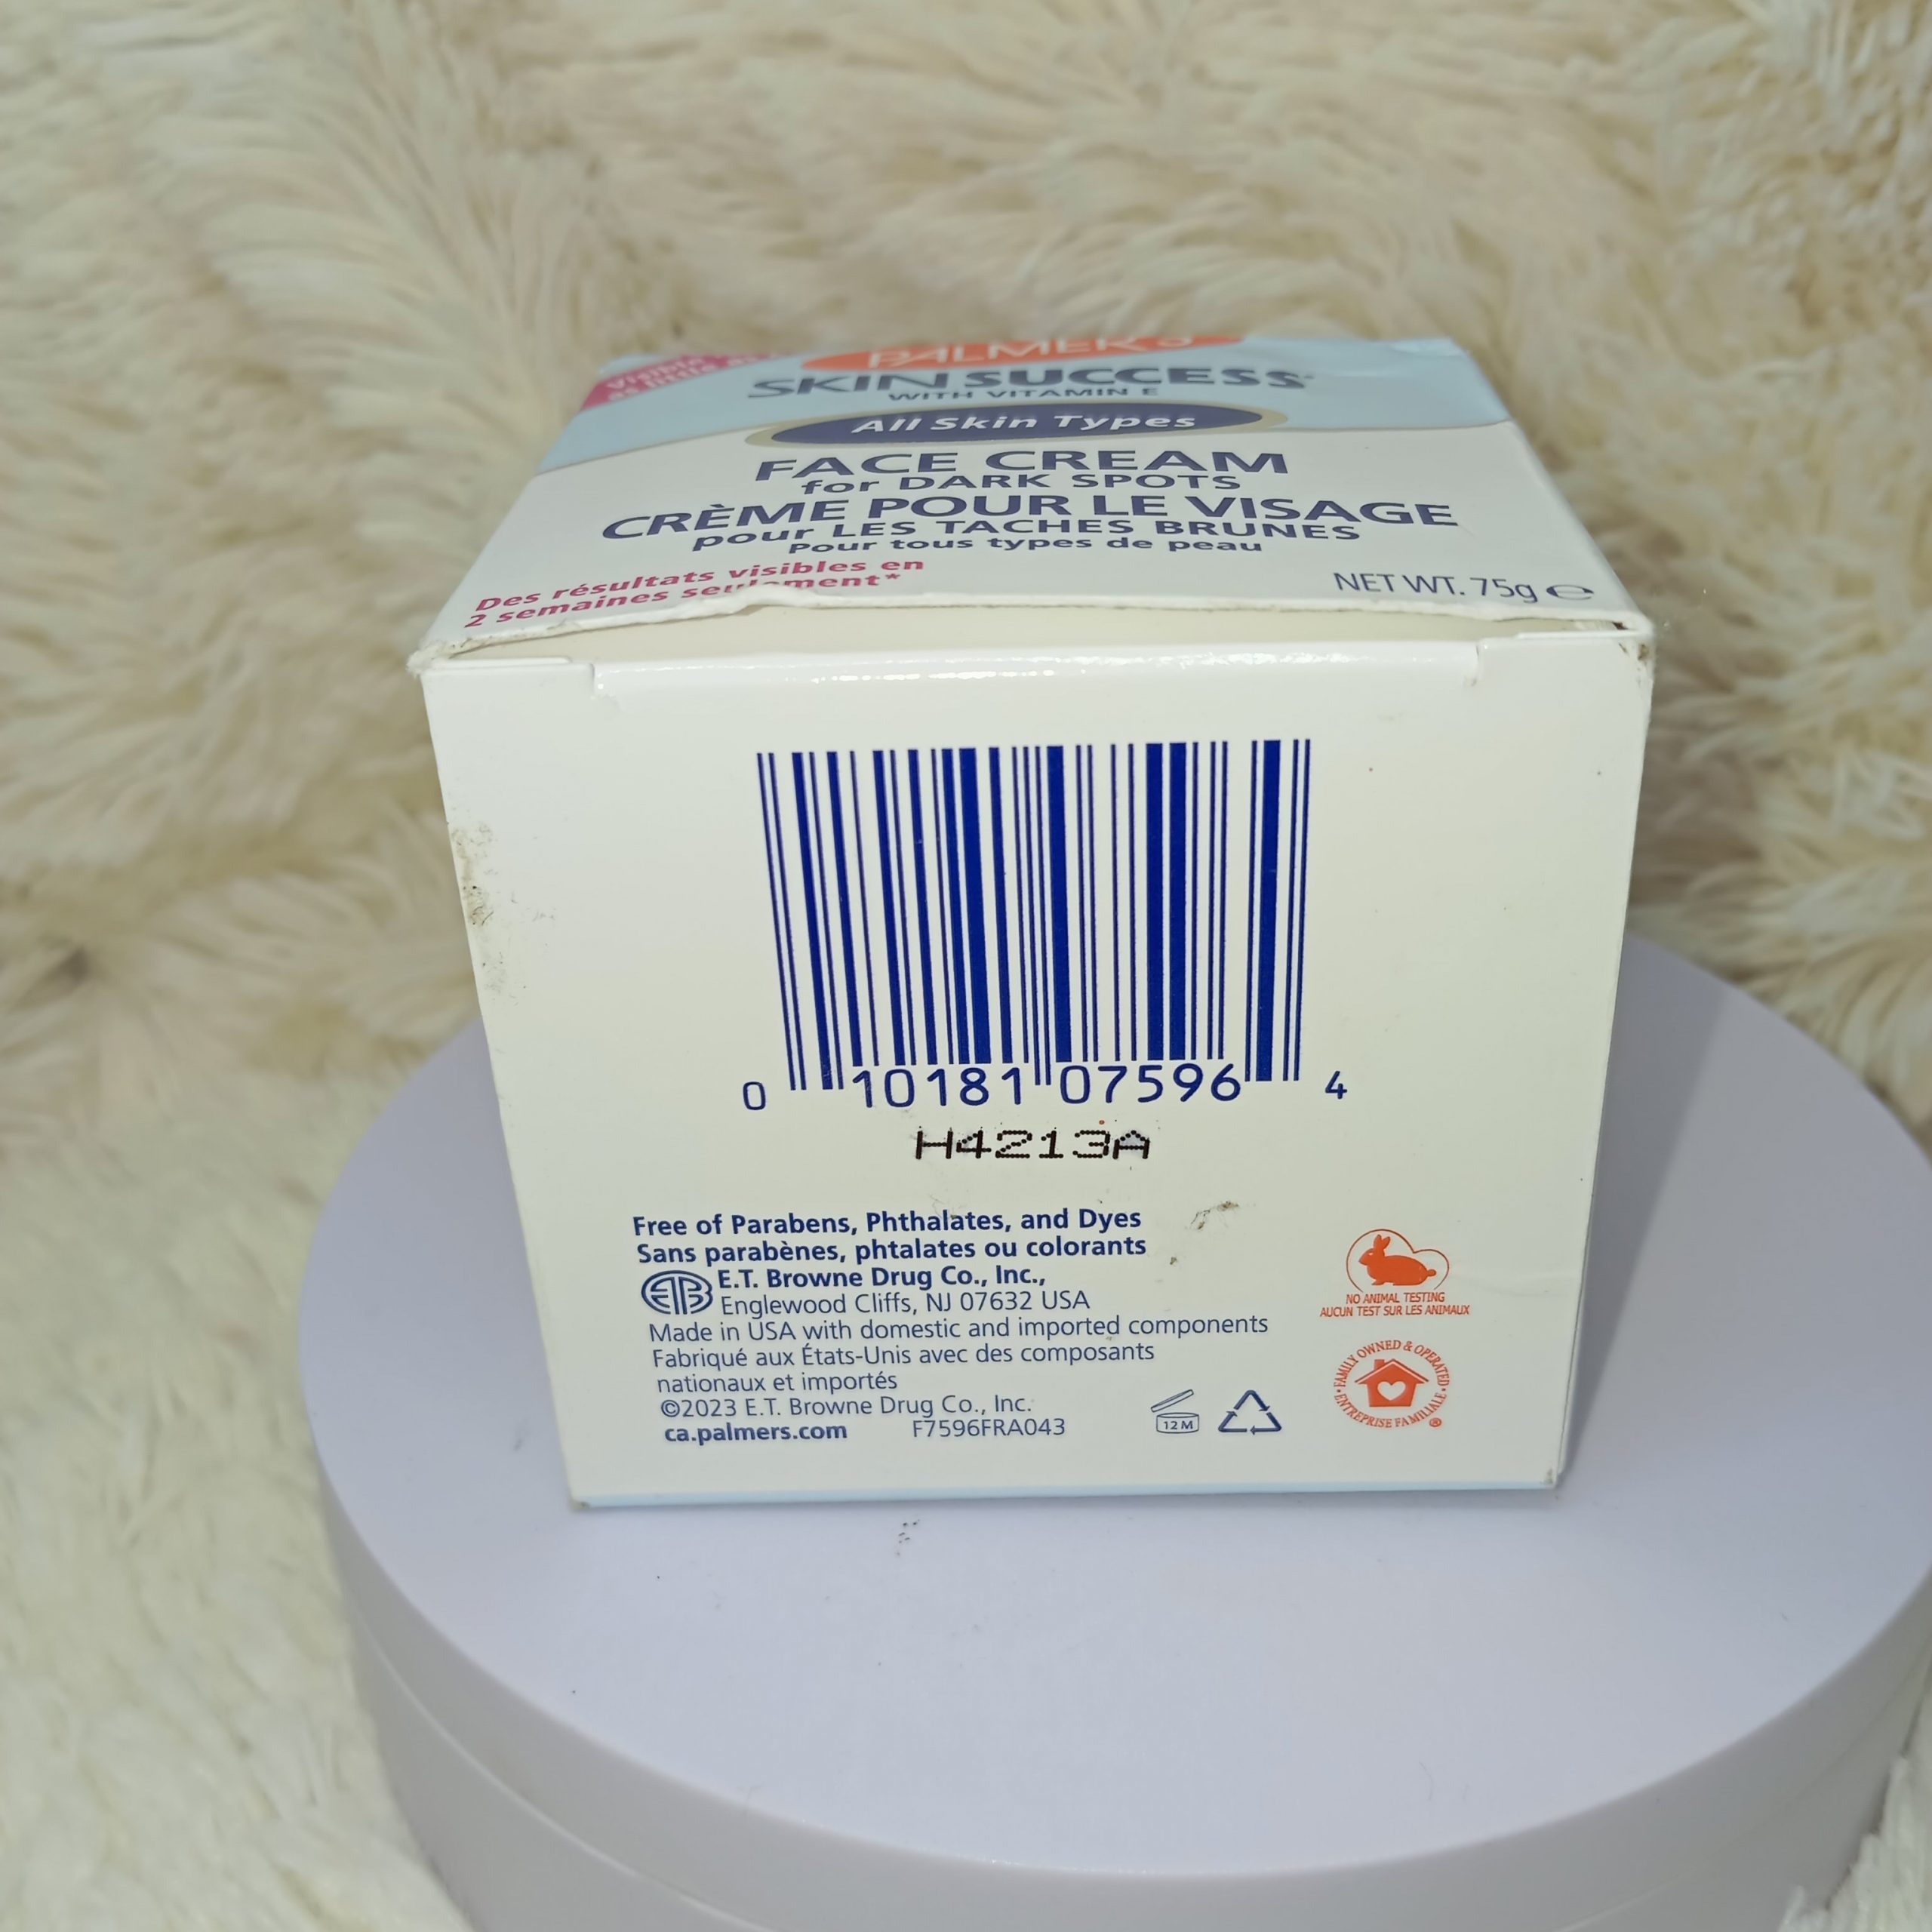 PALMER'S
SKIN SUCCESS
WITH VITAMIN E
All Skin Types
FACE CREAM
for DARK SPOTS
CRÈME POUR LE VISAGE
pour LES TACHES BRUNES
Pour tous types de peau
Des résultats visibles en
2 semaines seulement*
NET WT. 75g e
0 10181 07596 4
H4213A
Free of Parabens, Phthalates, and Dyes
Sans parabènes, phtalates ou colorants
ETB E.T. Browne Drug Co., Inc.,
Englewood Cliffs, NJ 07632 USA
Made in USA with domestic and imported components
Fabriqué aux États-Unis avec des composants
nationaux et importés
©2023 E.T. Browne Drug Co., Inc.
ca.palmers.com F7596FRA043
12 M
NO ANIMAL TESTING
AUCUN TEST SUR LES ANIMAUX
• FAMILY OWNED & OPERATED •
ENTREPRISE FAMILIALE ®